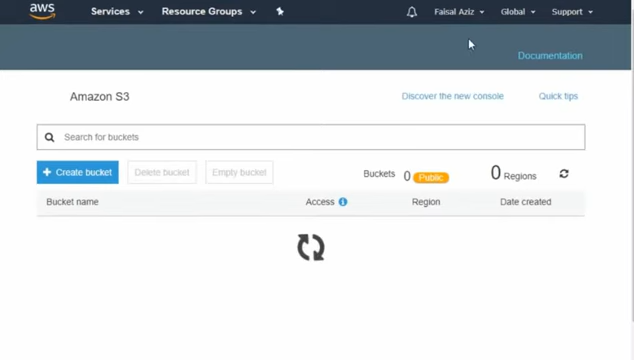 aws Services Resource Groups Faisal Aziz Global Support
Documentation
Amazon S3 Discover the new console Quick tips
Search for buckets
+ Create bucket Delete bucket Empty bucket Buckets 0 Public 0 Regions
Bucket name Access Region Date created